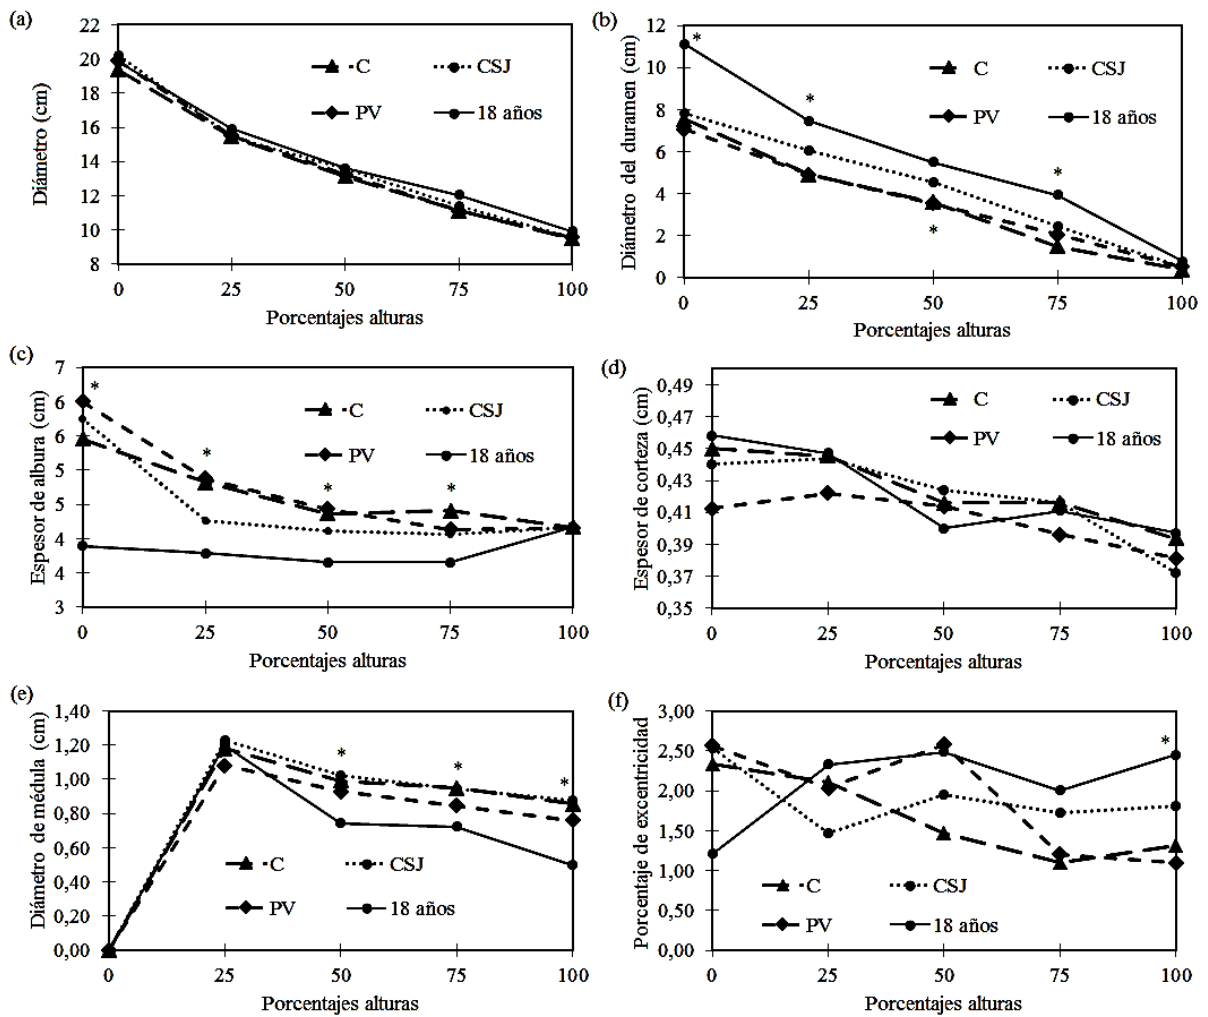 (a)
Diámetro (cm)
22
20
18
16
14
12
10
8
0 25 50 75 100
Porcentajes alturas
C CSJ
PV 18 años
(b)
Diámetro del duramen (cm)
12
10
8
6
4
2
0
0 25 50 75 100
Porcentajes alturas
C CSJ
PV 18 años
*
*
*
*
(c)
Espesor de albura (cm)
7
6
6
5
5
4
4
3
0 25 50 75 100
Porcentajes alturas
C CSJ
PV 18 años
*
*
*
*
(d)
Espesor de corteza (cm)
0,49
0,47
0,45
0,43
0,41
0,39
0,37
0,35
0 25 50 75 100
Porcentajes alturas
C CSJ
PV 18 años
(e)
Diámetro de médula (cm)
1,40
1,20
1,00
0,80
0,60
0,40
0,20
0,00
0 25 50 75 100
Porcentajes alturas
C CSJ
PV 18 años
*
*
*
(f)
Porcentaje de excentricidad
3,00
2,50
2,00
1,50
1,00
0,50
0,00
0 25 50 75 100
Porcentajes alturas
C CSJ
PV 18 años
*